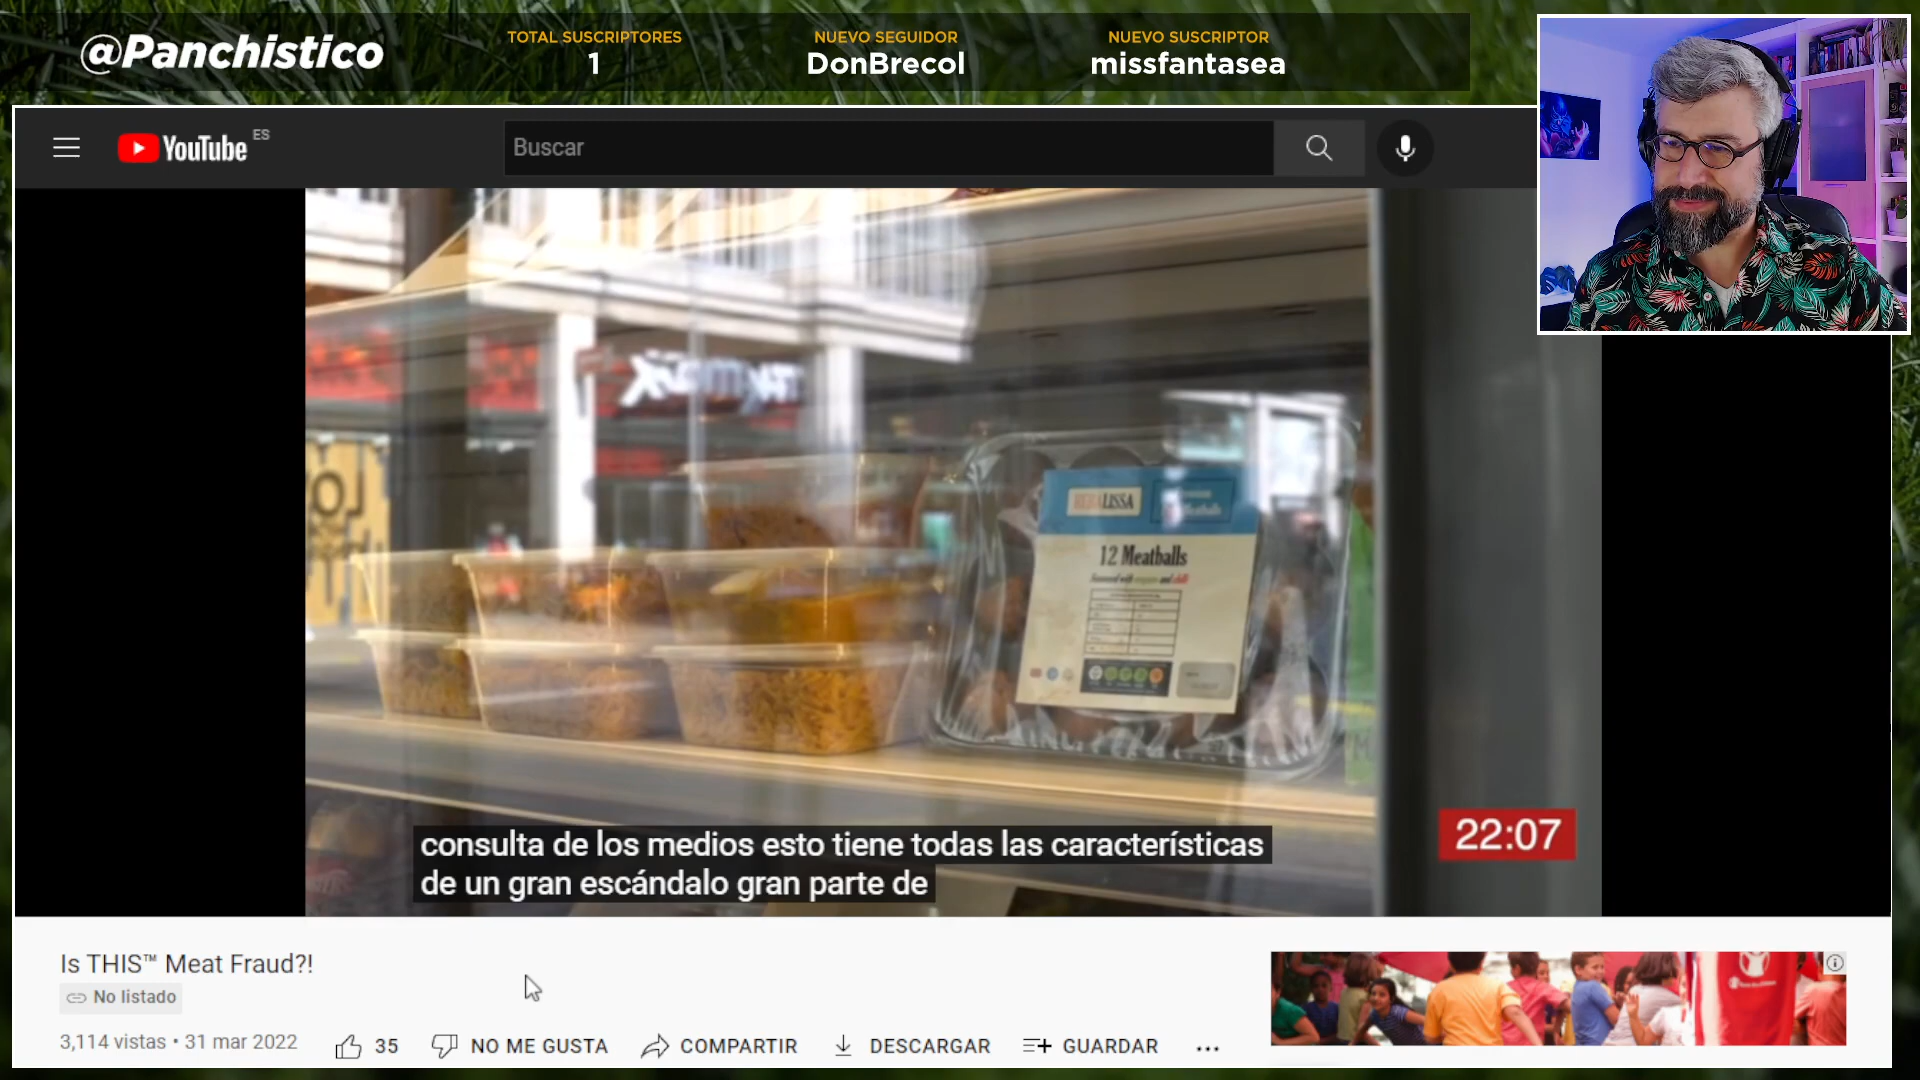 @Panchistico
TOTAL SUSCRIPTORES
1
NUEVO SEGUIDOR
DonBrecol
NUEVO SUSCRIPTOR
missfantasea
YouTube ES
Buscar
12 Meatballs
consulta de los medios esto tiene todas las características
de un gran escándalo gran parte de
22:07
Is THIS™ Meat Fraud?!
No listado
3,114 vistas • 31 mar 2022
35
NO ME GUSTA
COMPARTIR
DESCARGAR
GUARDAR